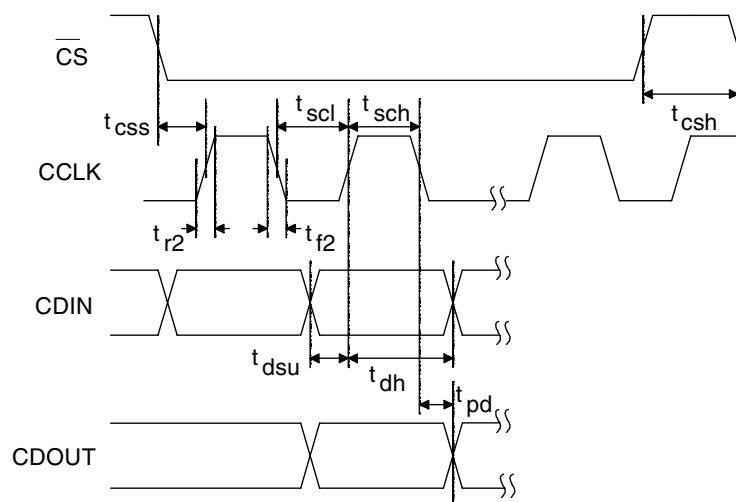 CS
t scl t sch
t css t csh
CCLK
t r2 t f2
CDIN
t dsu t dh
t pd
CDOUT